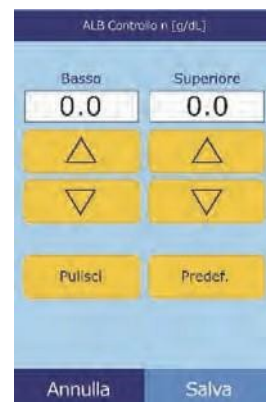 ALB Controllo n [g/dL]
Basso Superiore
0.0 0.0
Pulisci Predef.
Annulla Salva